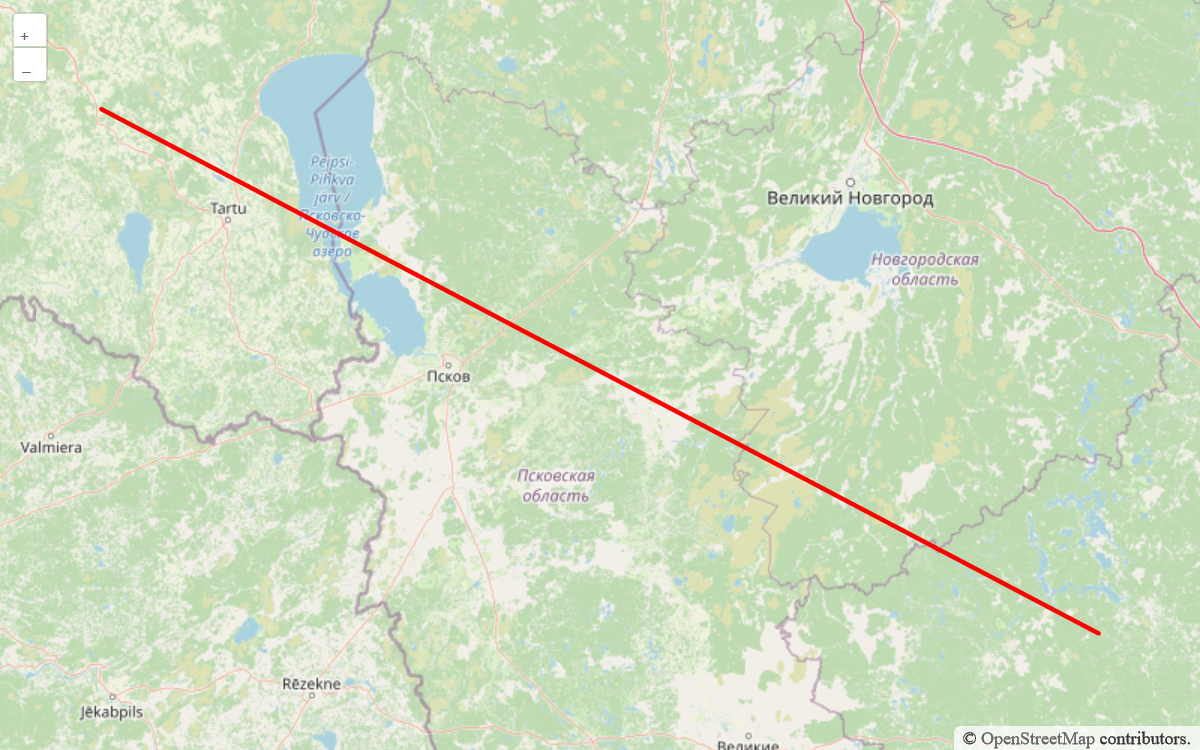 +
–
Peipsi-
Pihkva
järv /
Псковско-
Чудское
озеро
Tartu
Великий Новгород
Новгородская
область
Псков
Valmiera
Псковская
область
Rēzekne
Jēkabpils
Великие
© OpenStreetMap contributors.